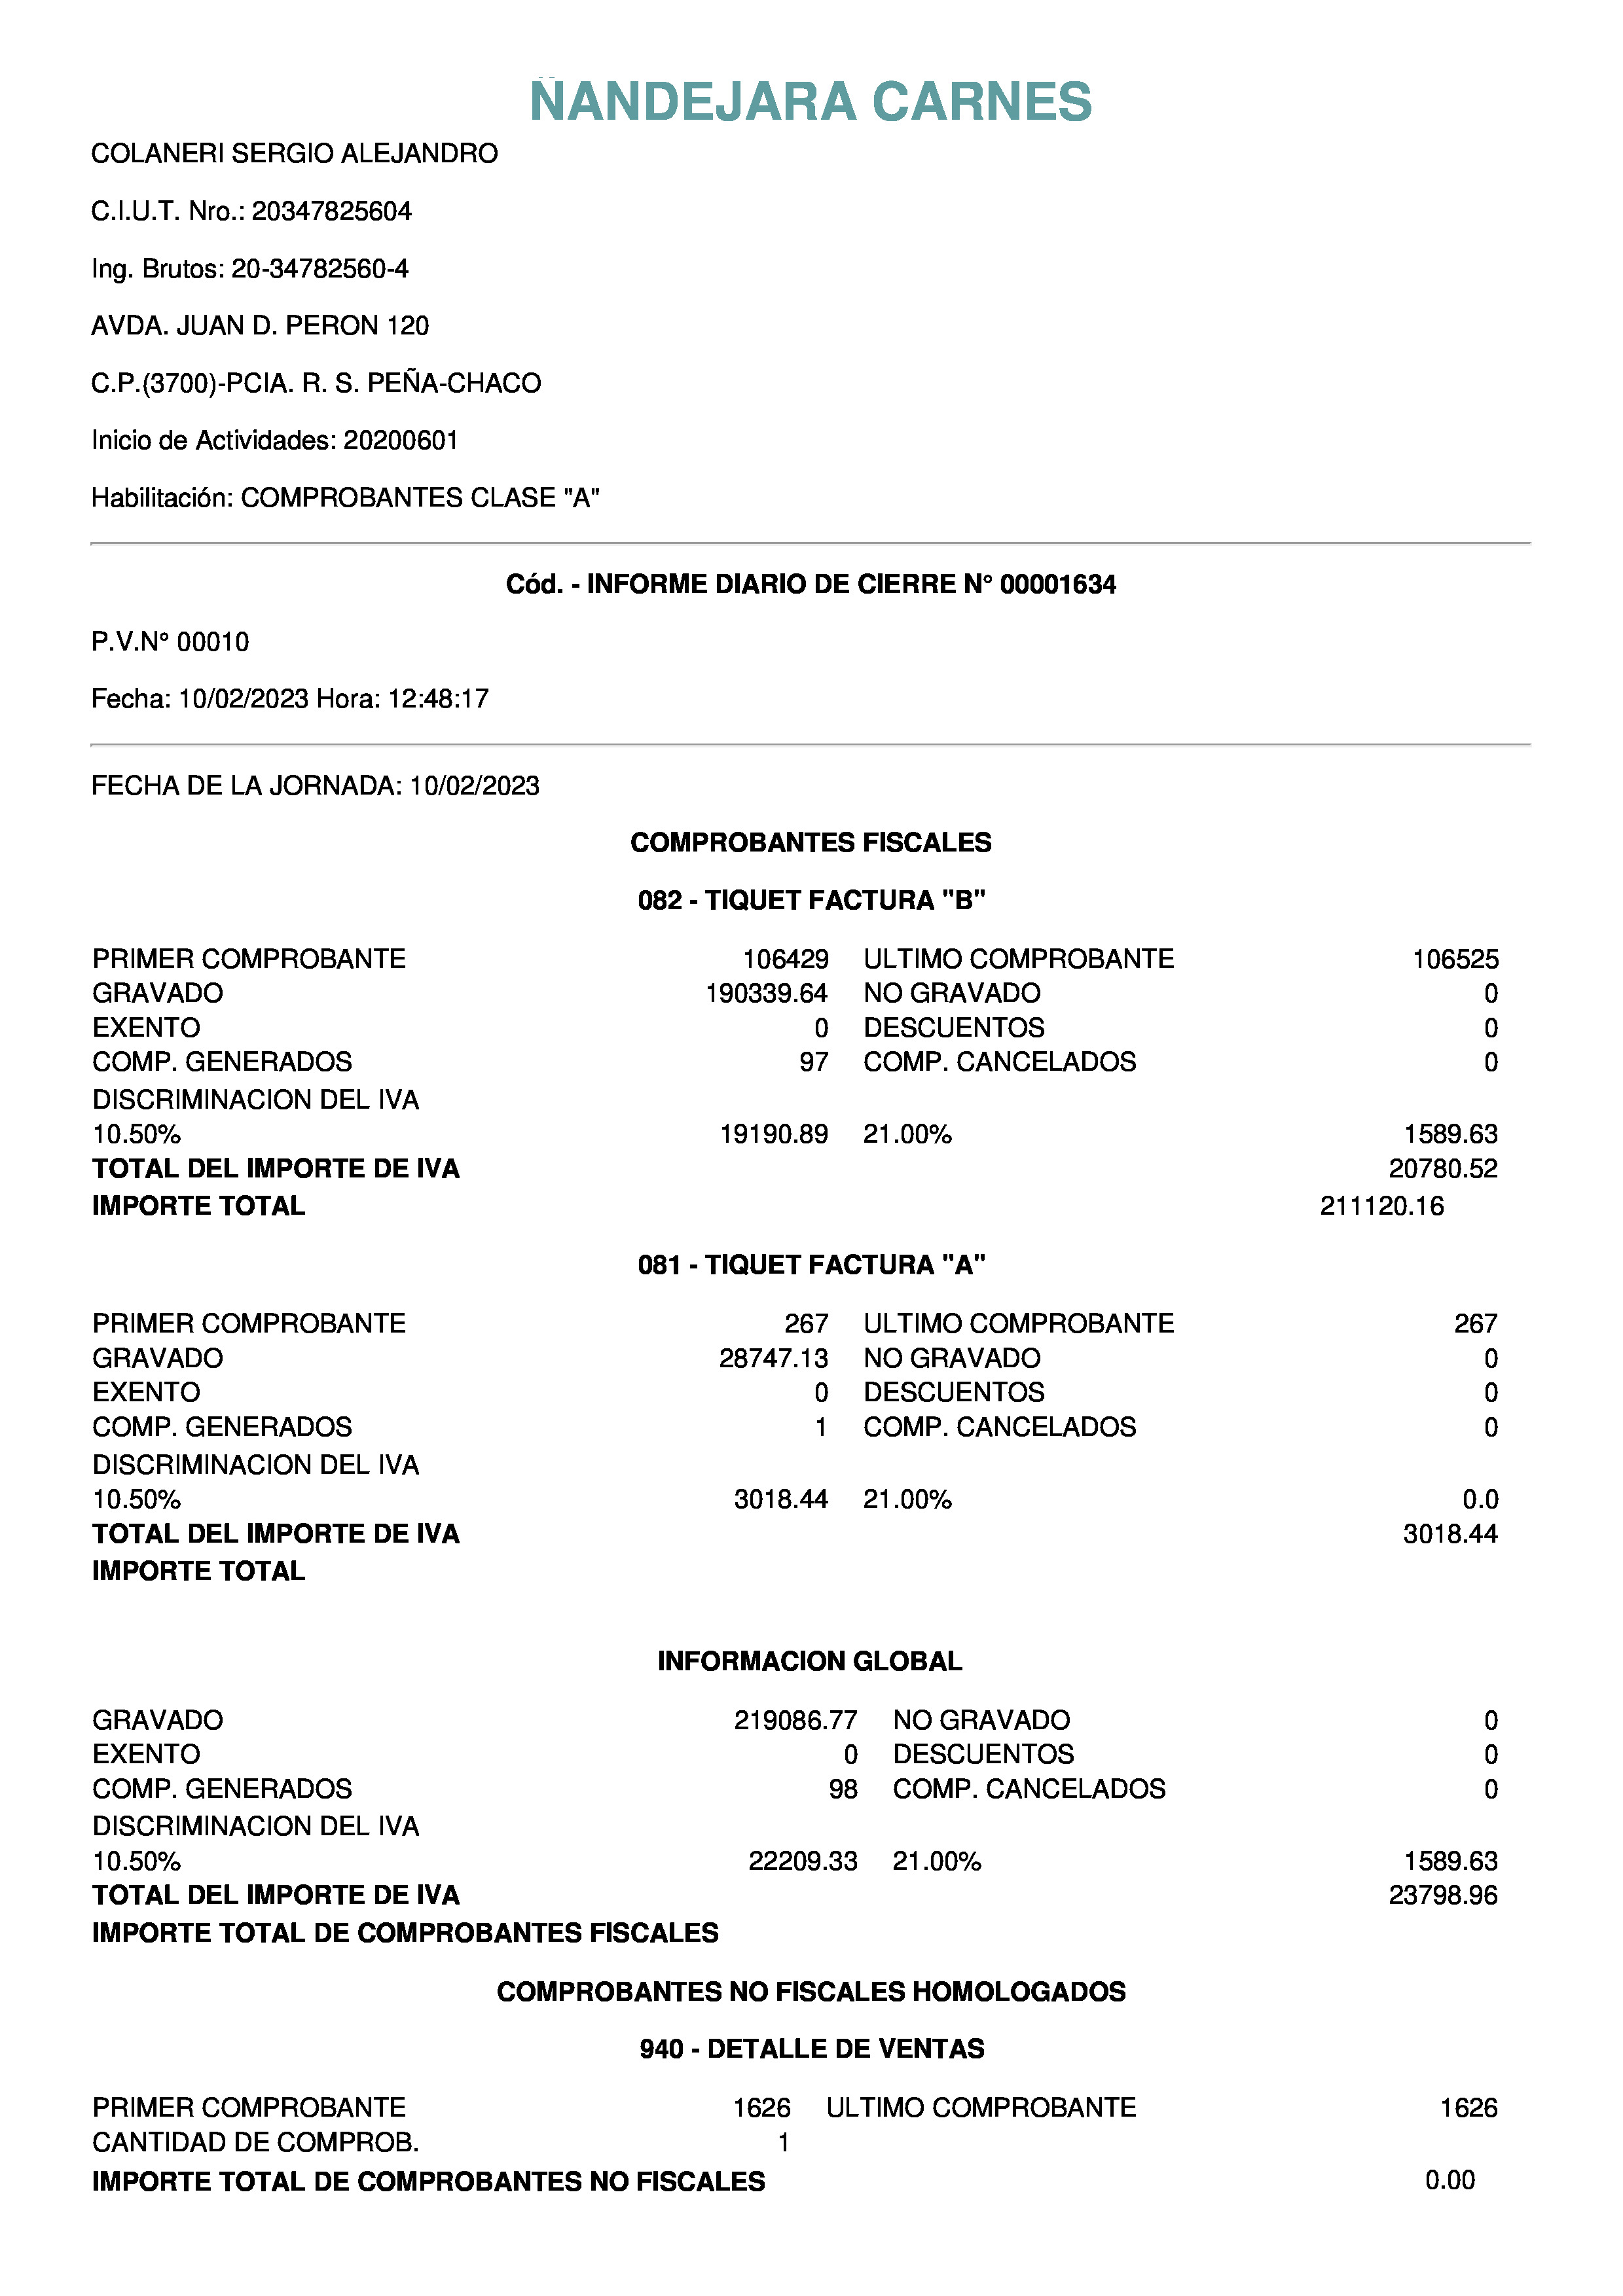 ÑANDEJARA CARNES
COLANERI SERGIO ALEJANDRO
C.I.U.T. Nro.: 20347825604
Ing. Brutos: 20-34782560-4
AVDA. JUAN D. PERON 120
C.P.(3700)-PCIA. R. S. PEÑA-CHACO
Inicio de Actividades: 20200601
Habilitación: COMPROBANTES CLASE "A"
Cód. - INFORME DIARIO DE CIERRE N° 00001634
P.V.N° 00010
Fecha: 10/02/2023 Hora: 12:48:17
FECHA DE LA JORNADA: 10/02/2023
COMPROBANTES FISCALES
082 - TIQUET FACTURA "B"
PRIMER COMPROBANTE 106429 ULTIMO COMPROBANTE 106525
GRAVADO 190339.64 NO GRAVADO 0
EXENTO 0 DESCUENTOS 0
COMP. GENERADOS 97 COMP. CANCELADOS 0
DISCRIMINACION DEL IVA
10.50% 19190.89 21.00% 1589.63
TOTAL DEL IMPORTE DE IVA 20780.52
IMPORTE TOTAL 211120.16
081 - TIQUET FACTURA "A"
PRIMER COMPROBANTE 267 ULTIMO COMPROBANTE 267
GRAVADO 28747.13 NO GRAVADO 0
EXENTO 0 DESCUENTOS 0
COMP. GENERADOS 1 COMP. CANCELADOS 0
DISCRIMINACION DEL IVA
10.50% 3018.44 21.00% 0.0
TOTAL DEL IMPORTE DE IVA 3018.44
IMPORTE TOTAL
INFORMACION GLOBAL
GRAVADO 219086.77 NO GRAVADO 0
EXENTO 0 DESCUENTOS 0
COMP. GENERADOS 98 COMP. CANCELADOS 0
DISCRIMINACION DEL IVA
10.50% 22209.33 21.00% 1589.63
TOTAL DEL IMPORTE DE IVA 23798.96
IMPORTE TOTAL DE COMPROBANTES FISCALES
COMPROBANTES NO FISCALES HOMOLOGADOS
940 - DETALLE DE VENTAS
PRIMER COMPROBANTE 1626 ULTIMO COMPROBANTE 1626
CANTIDAD DE COMPROB. 1
IMPORTE TOTAL DE COMPROBANTES NO FISCALES 0.00